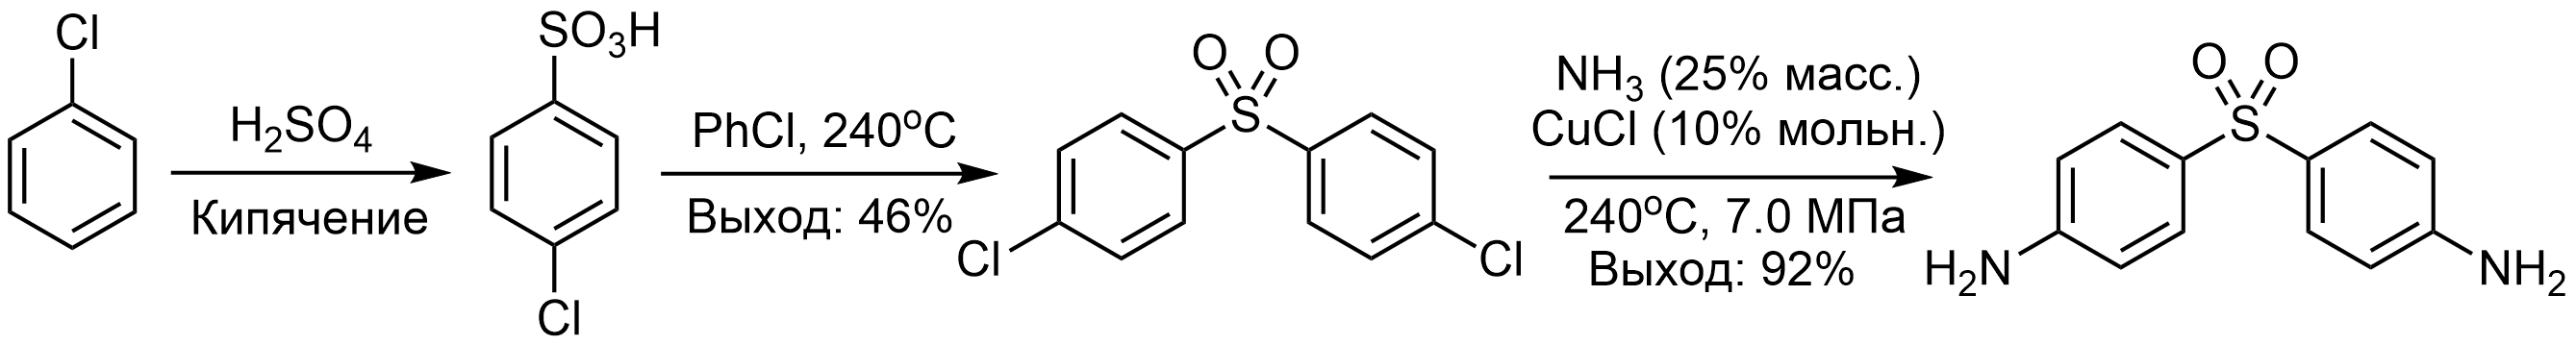 Cl
H₂SO₄
Кипячение
SO₃H
Cl
PhCl, 240ºC
Выход: 46%
O O
S
Cl
Cl
NH₃ (25% масс.)
CuCl (10% мольн.)
240ºC, 7.0 МПа
Выход: 92%
O O
S
H₂N
NH₂